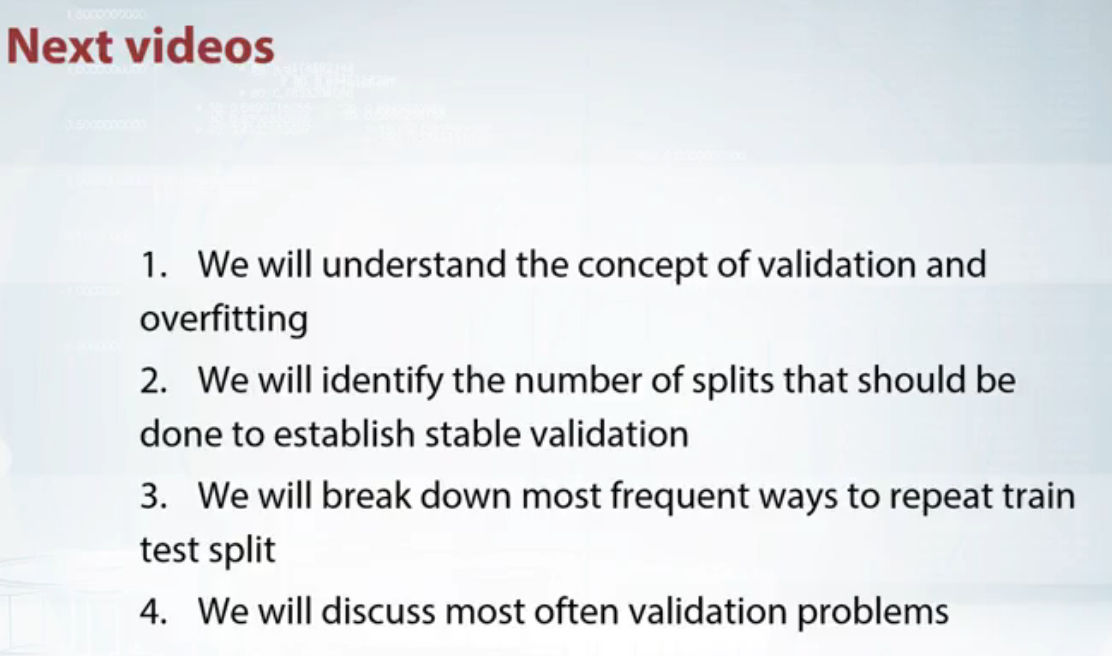 Next videos
1. We will understand the concept of validation and
overfitting
2. We will identify the number of splits that should be
done to establish stable validation
3. We will break down most frequent ways to repeat train
test split
4. We will discuss most often validation problems